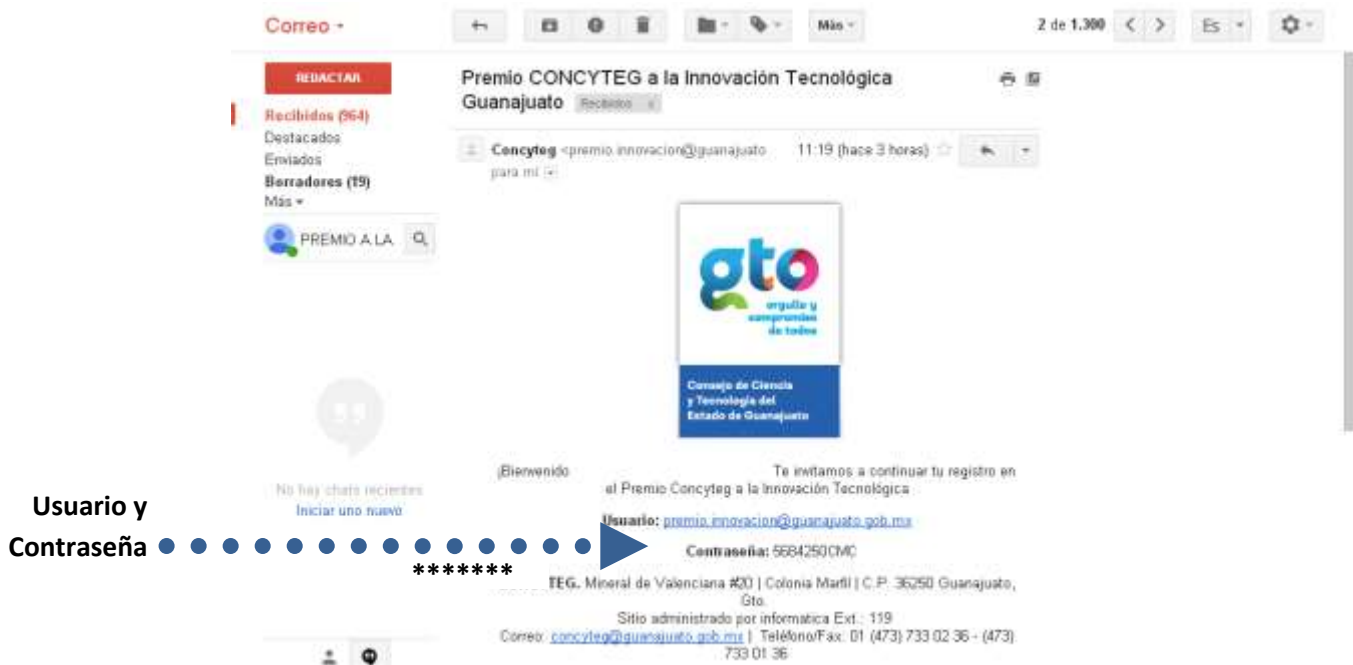 Correo
Más
2 de 1.300
Es
REDACTAR
Premio CONCYTEG a la Innovación Tecnológica
Guanajuato Recibidos x
Recibidos (964)
Destacados
Enviados
Borradores (19)
Más
Concyteg <premio.innovacion@guanajuato 11:19 (hace 3 horas)
para mí
PREMIO A LA
gto
orgullo y
compromiso
de todos
Consejo de Ciencia
y Tecnología del
Estado de Guanajuato
¡Bienvenido Te invitamos a continuar tu registro en
el Premio Concyteg a la Innovación Tecnológica
No hay chats recientes
Iniciar uno nuevo
Usuario: premio.innovacion@guanajuato.gob.mx
Usuario y
Contraseña
Contraseña: 5684250CMC
*******
TEG. Mineral de Valenciana #20 | Colonia Marfil | C.P. 36250 Guanajuato,
Gto.
Sitio administrado por informatica Ext.: 119
Correo: concyteg@guanajuato.gob.mx | Teléfono/Fax: 01 (473) 733 02 36 - (473)
733 01 36